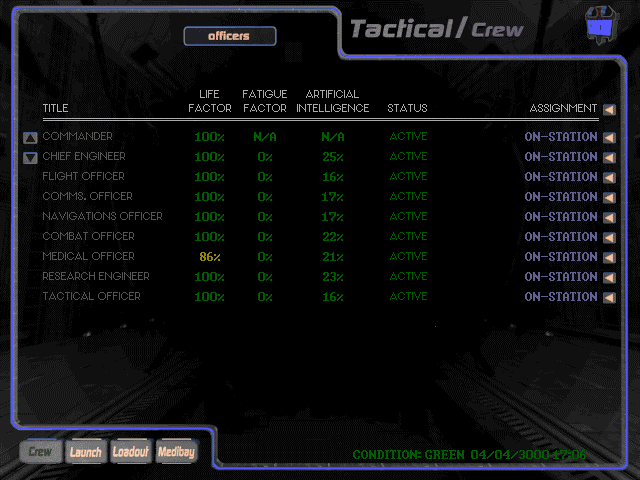 officers
Tactical / Crew
TITLE LIFE FACTOR FATIGUE FACTOR ARTIFICIAL INTELLIGENCE STATUS ASSIGNMENT
COMMANDER 100% N/A N/A ACTIVE ON-STATION
CHIEF ENGINEER 100% 0% 25% ACTIVE ON-STATION
FLIGHT OFFICER 100% 0% 16% ACTIVE ON-STATION
COMMS. OFFICER 100% 0% 17% ACTIVE ON-STATION
NAVIGATIONS OFFICER 100% 0% 17% ACTIVE ON-STATION
COMBAT OFFICER 100% 0% 22% ACTIVE ON-STATION
MEDICAL OFFICER 86% 0% 21% ACTIVE ON-STATION
RESEARCH ENGINEER 100% 0% 23% ACTIVE ON-STATION
TACTICAL OFFICER 100% 0% 16% ACTIVE ON-STATION
Crew Launch Loadout Medibay
CONDITION: GREEN 04/04/3000 17:06